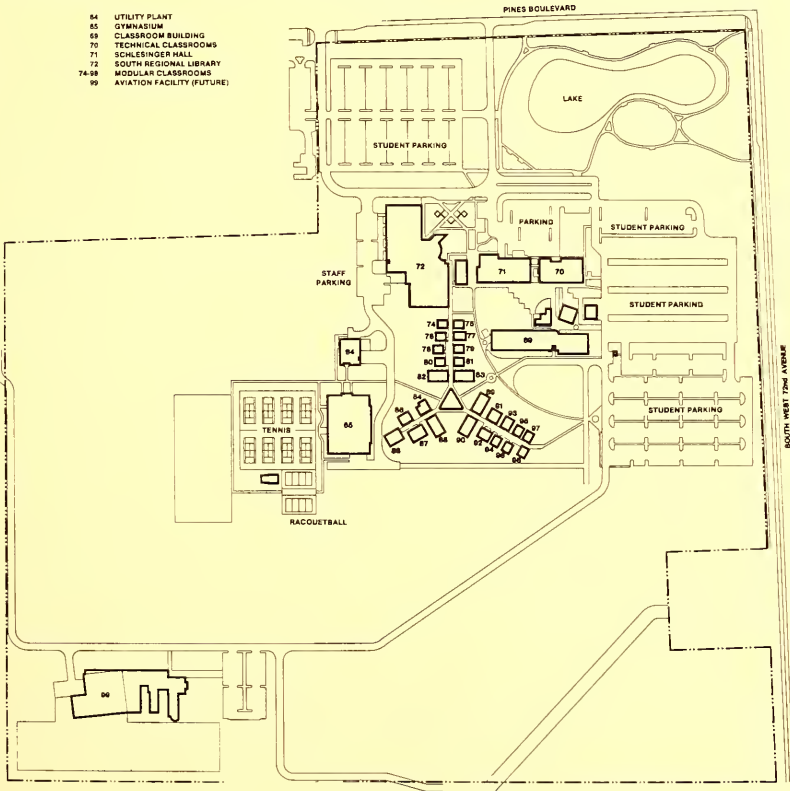 PINES BOULEVARD
64 UTILITY PLANT
65 GYMNASIUM
69 CLASSROOM BUILDING
70 TECHNICAL CLASSROOMS
71 SCHLESINGER HALL
72 SOUTH REGIONAL LIBRARY
74-98 MODULAR CLASSROOMS
99 AVIATION FACILITY (FUTURE)
LAKE
STUDENT PARKING
PARKING
STUDENT PARKING
72
71
70
STAFF
PARKING
STUDENT PARKING
74
75
76
77
69
64
78
79
80
81
82
83
SOUTH WEST 72nd AVENUE
84
89
65
86
91
93
STUDENT PARKING
TENNIS
95
97
88
87
85
90
92
94
96
98
RACQUETBALL
99